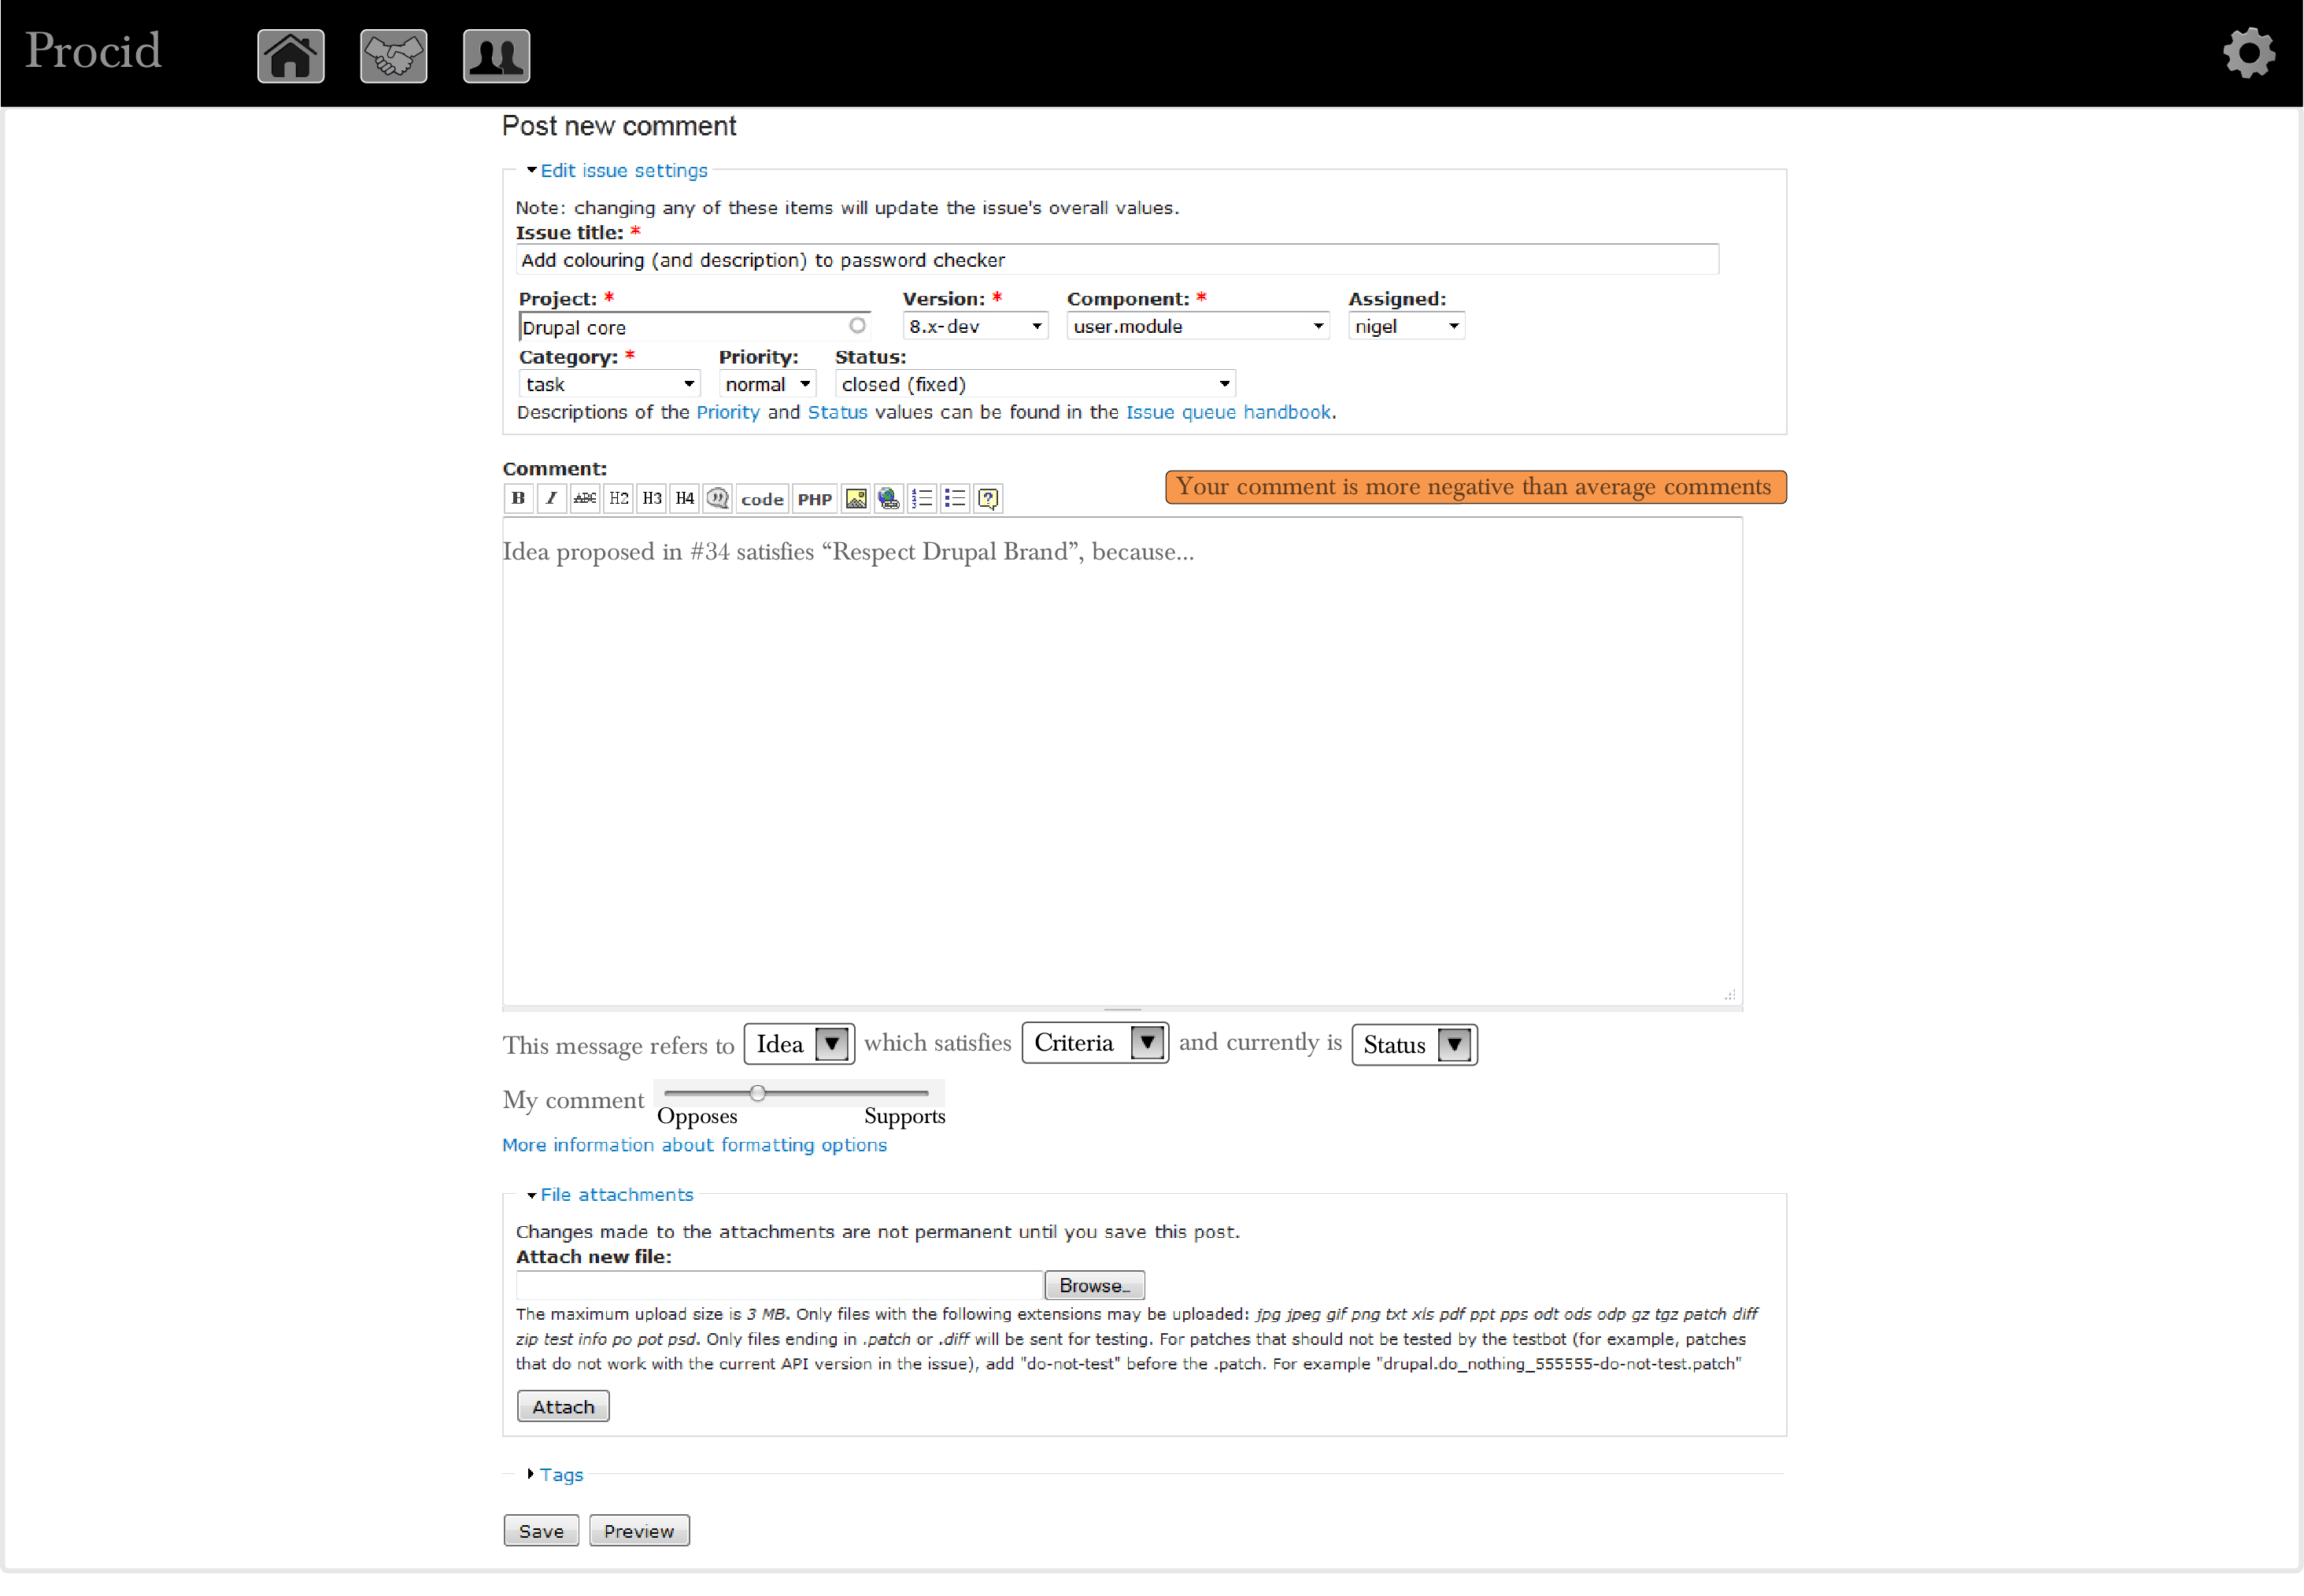 Procid
Post new comment
Edit issue settings
Note: changing any of these items will update the issue's overall values.
Issue title: *
Add colouring (and description) to password checker
Project: * Version: * Component: * Assigned:
Drupal core 8.x-dev user.module nigel
Category: * Priority: Status:
task normal closed (fixed)
Descriptions of the Priority and Status values can be found in the Issue queue handbook.
Comment:
Your comment is more negative than average comments
B I ABC H2 H3 H4 code PHP
Idea proposed in #34 satisfies “Respect Drupal Brand”, because...
This message refers to Idea which satisfies Criteria and currently is Status
My comment
Opposes Supports
More information about formatting options
File attachments
Changes made to the attachments are not permanent until you save this post.
Attach new file:
Browse...
The maximum upload size is 3 MB. Only files with the following extensions may be uploaded: jpg jpeg gif png txt xls pdf ppt pps odt ods odp gz tgz patch diff
zip test info po pot psd. Only files ending in .patch or .diff will be sent for testing. For patches that should not be tested by the testbot (for example, patches
that do not work with the current API version in the issue), add "do-not-test" before the .patch. For example "drupal.do_nothing_555555-do-not-test.patch"
Attach
Tags
Save Preview